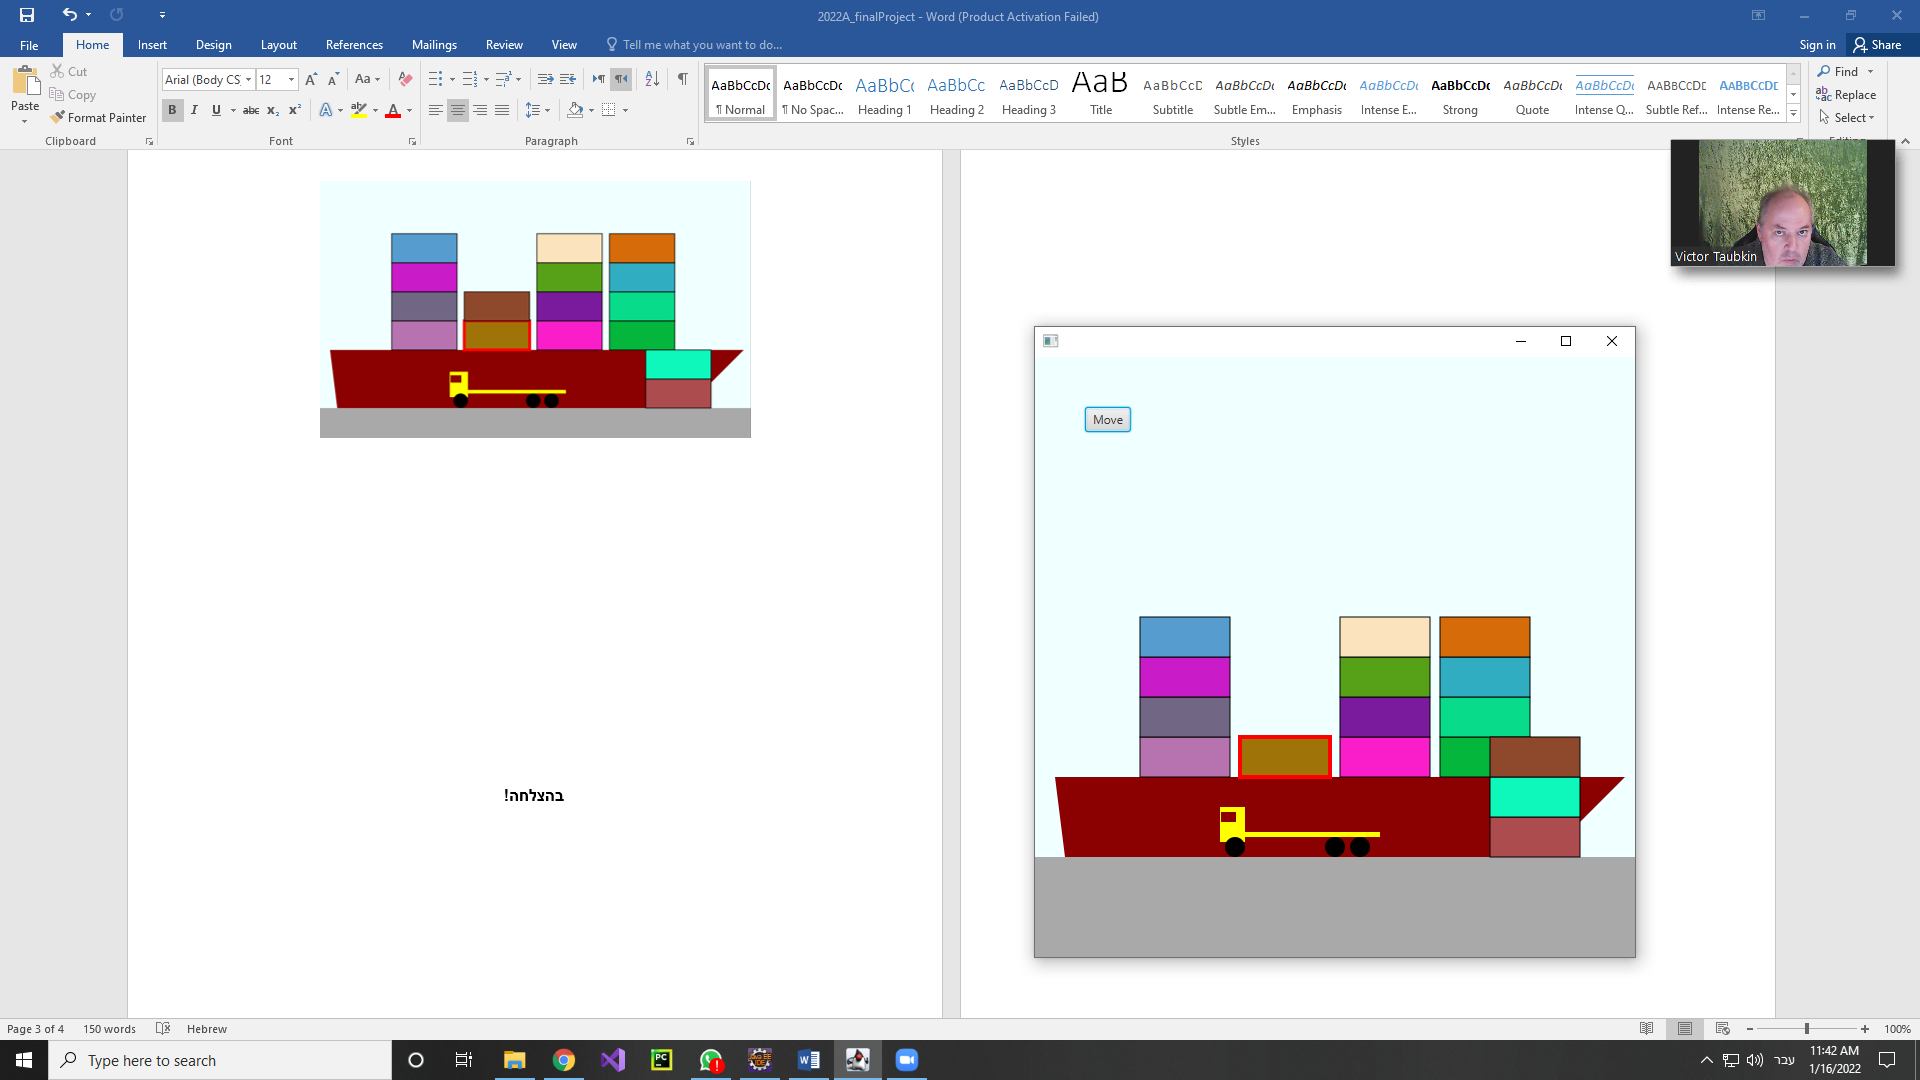 2022A_finalProject - Word (Product Activation Failed)
File Home Insert Design Layout References Mailings Review View Tell me what you want to do... Sign in Share
Paste
Cut
Copy
Format Painter
Clipboard
Arial (Body CS 12
B I U abc x₂ x²
Font
Paragraph
AaBbCcDc AaBbCcDc AaBbCc AaBbCc AaBbCcD AaB AaBbCcD AaBbCcDc AaBbCcDc AaBbCcDc AaBbCcDc AaBbCcDc AaBbCcDc AABBCCDD AABBCCDD
¶ Normal ¶ No Spac... Heading 1 Heading 2 Heading 3 Title Subtitle Subtle Em... Emphasis Intense E... Strong Quote Intense Q... Subtle Ref... Intense Re...
Styles
Find
Replace
Select
Victor Taubkin
Move
בהצלחה!
Page 3 of 4 150 words Hebrew 100%
Type here to search
עבר
11:42 AM
1/16/2022